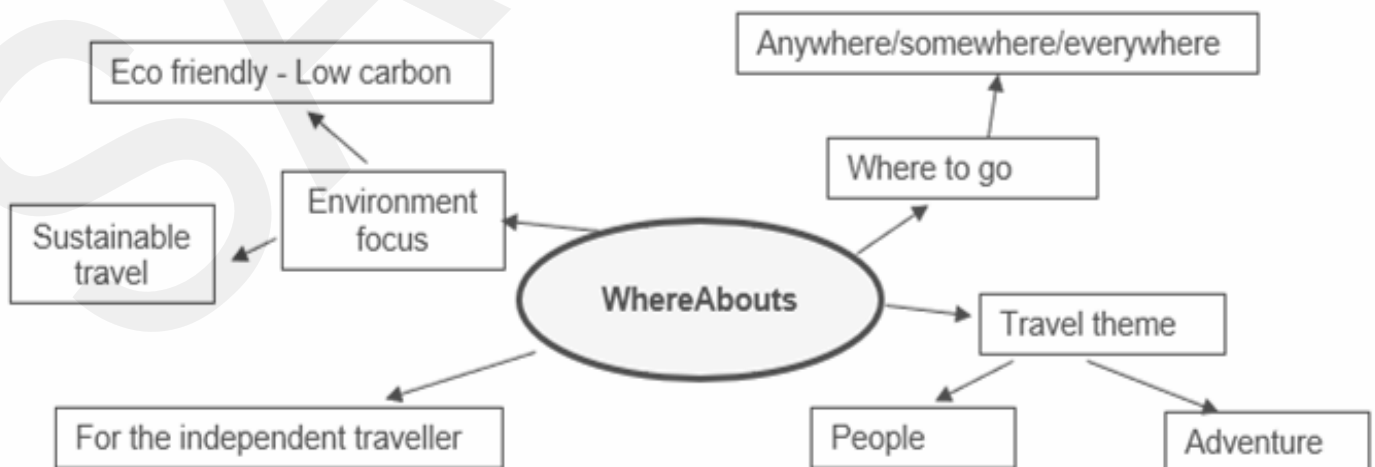 Anywhere/somewhere/everywhere
Eco friendly - Low carbon
Where to go
Environment
focus
Sustainable
travel
WhereAbouts
Travel theme
For the independent traveller
People
Adventure